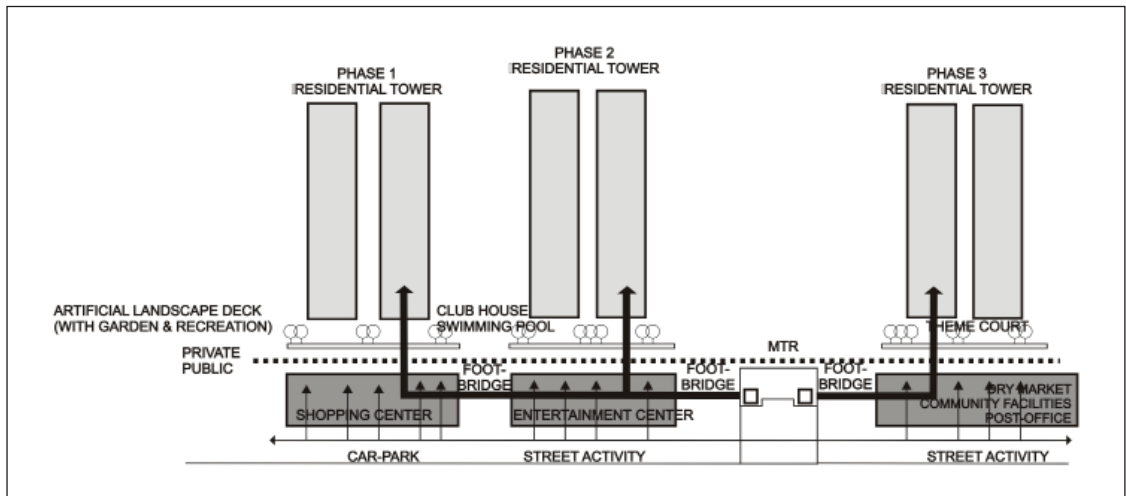 PHASE 1
RESIDENTIAL TOWER
PHASE 2
RESIDENTIAL TOWER
PHASE 3
RESIDENTIAL TOWER
ARTIFICIAL LANDSCAPE DECK
(WITH GARDEN & RECREATION)
CLUB HOUSE
SWIMMING POOL
THEME COURT
PRIVATE
PUBLIC
MTR
FOOT-
BRIDGE
FOOT-
BRIDGE
FOOT-
BRIDGE
SHOPPING CENTER
ENTERTAINMENT CENTER
DRY MARKET
COMMUNITY FACILITIES
POST-OFFICE
CAR-PARK
STREET ACTIVITY
STREET ACTIVITY